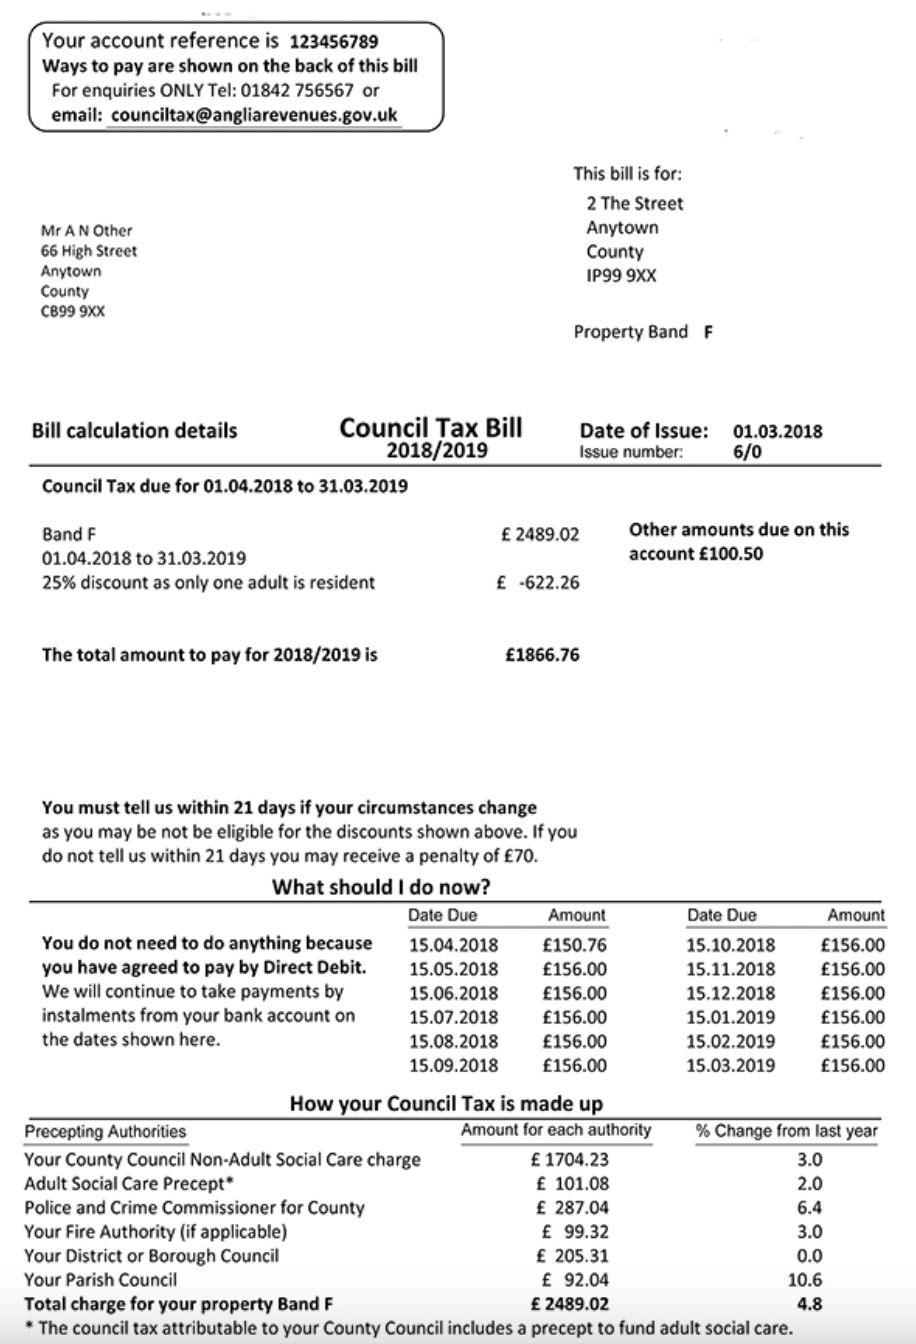 Your account reference is 123456789
Ways to pay are shown on the back of this bill
For enquiries ONLY Tel: 01842 756567 or
email: counciltax@angliarevenues.gov.uk
This bill is for:
2 The Street
Anytown
County
IP99 9XX
Mr A N Other
66 High Street
Anytown
County
CB99 9XX
Property Band F
Bill calculation details
Council Tax Bill
2018/2019
Date of Issue: 01.03.2018
Issue number: 6/0
Council Tax due for 01.04.2018 to 31.03.2019
Band F £ 2489.02
01.04.2018 to 31.03.2019
25% discount as only one adult is resident £ -622.26
Other amounts due on this
account £100.50
The total amount to pay for 2018/2019 is £1866.76
You must tell us within 21 days if your circumstances change
as you may be not be eligible for the discounts shown above. If you
do not tell us within 21 days you may receive a penalty of £70.
What should I do now?
You do not need to do anything because
you have agreed to pay by Direct Debit.
We will continue to take payments by
instalments from your bank account on
the dates shown here.
Date Due Amount Date Due Amount
15.04.2018 £150.76 15.10.2018 £156.00
15.05.2018 £156.00 15.11.2018 £156.00
15.06.2018 £156.00 15.12.2018 £156.00
15.07.2018 £156.00 15.01.2019 £156.00
15.08.2018 £156.00 15.02.2019 £156.00
15.09.2018 £156.00 15.03.2019 £156.00
How your Council Tax is made up
Precepting Authorities Amount for each authority % Change from last year
Your County Council Non-Adult Social Care charge £ 1704.23 3.0
Adult Social Care Precept* £ 101.08 2.0
Police and Crime Commissioner for County £ 287.04 6.4
Your Fire Authority (if applicable) £ 99.32 3.0
Your District or Borough Council £ 205.31 0.0
Your Parish Council £ 92.04 10.6
Total charge for your property Band F £ 2489.02 4.8
* The council tax attributable to your County Council includes a precept to fund adult social care.